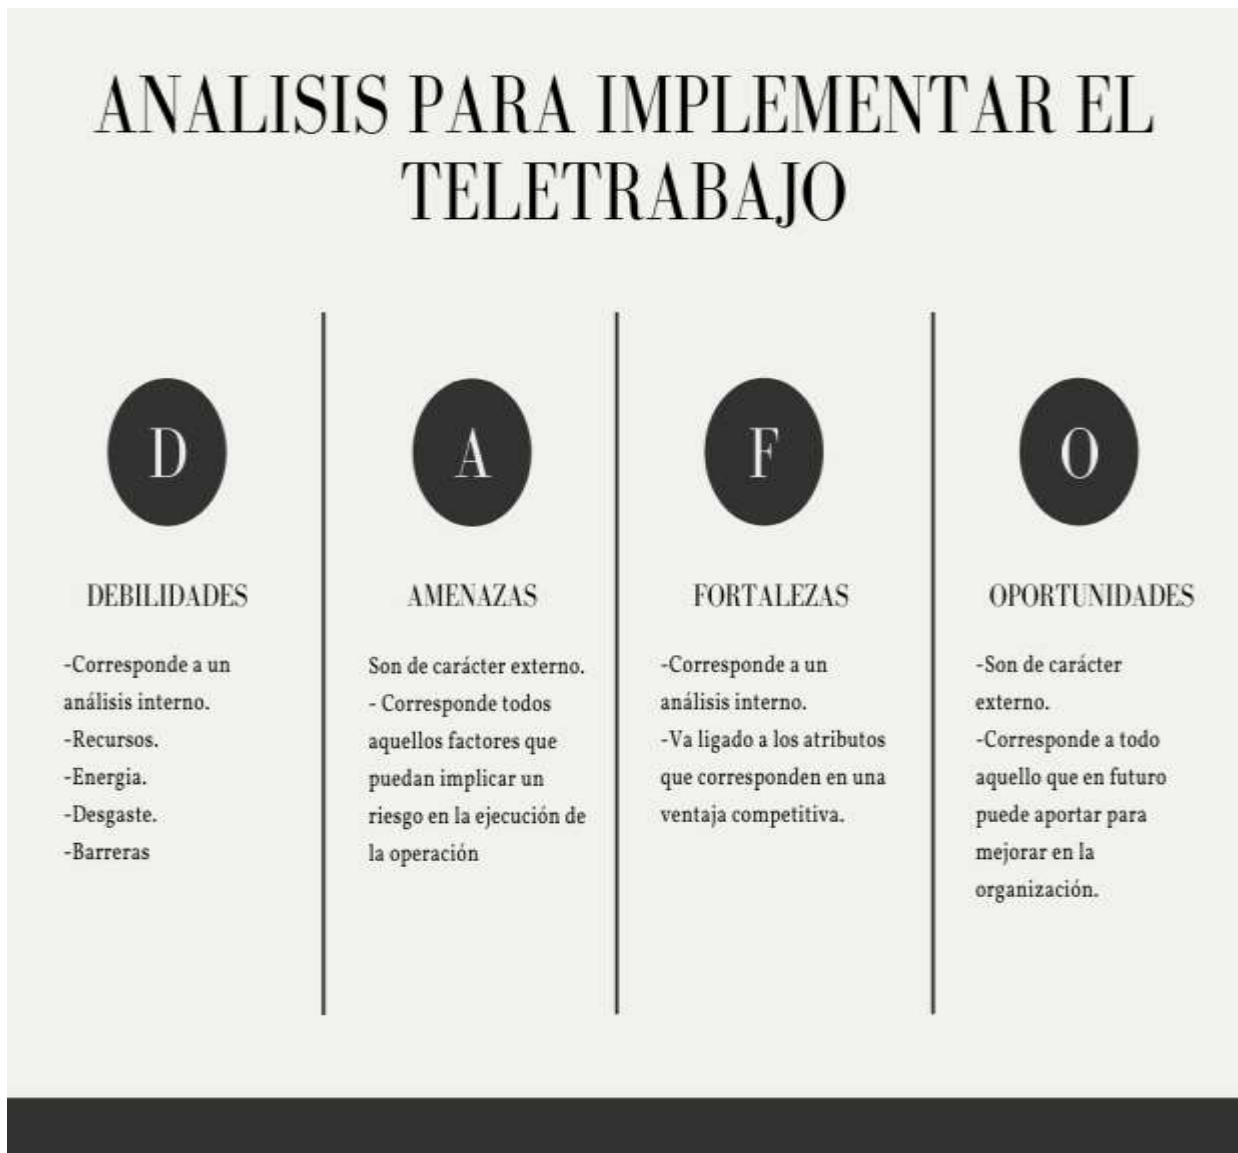 ANALISIS PARA IMPLEMENTAR EL
TELETRABAJO
D
DEBILIDADES
-Corresponde a un
análisis interno.
-Recursos.
-Energia.
-Desgaste.
-Barreras
A
AMENAZAS
Son de carácter externo.
- Corresponde todos
aquellos factores que
puedan implicar un
riesgo en la ejecución de
la operación
F
FORTALEZAS
-Corresponde a un
análisis interno.
-Va ligado a los atributos
que corresponden en una
ventaja competitiva.
O
OPORTUNIDADES
-Son de carácter
externo.
-Corresponde a todo
aquello que en futuro
puede aportar para
mejorar en la
organización.